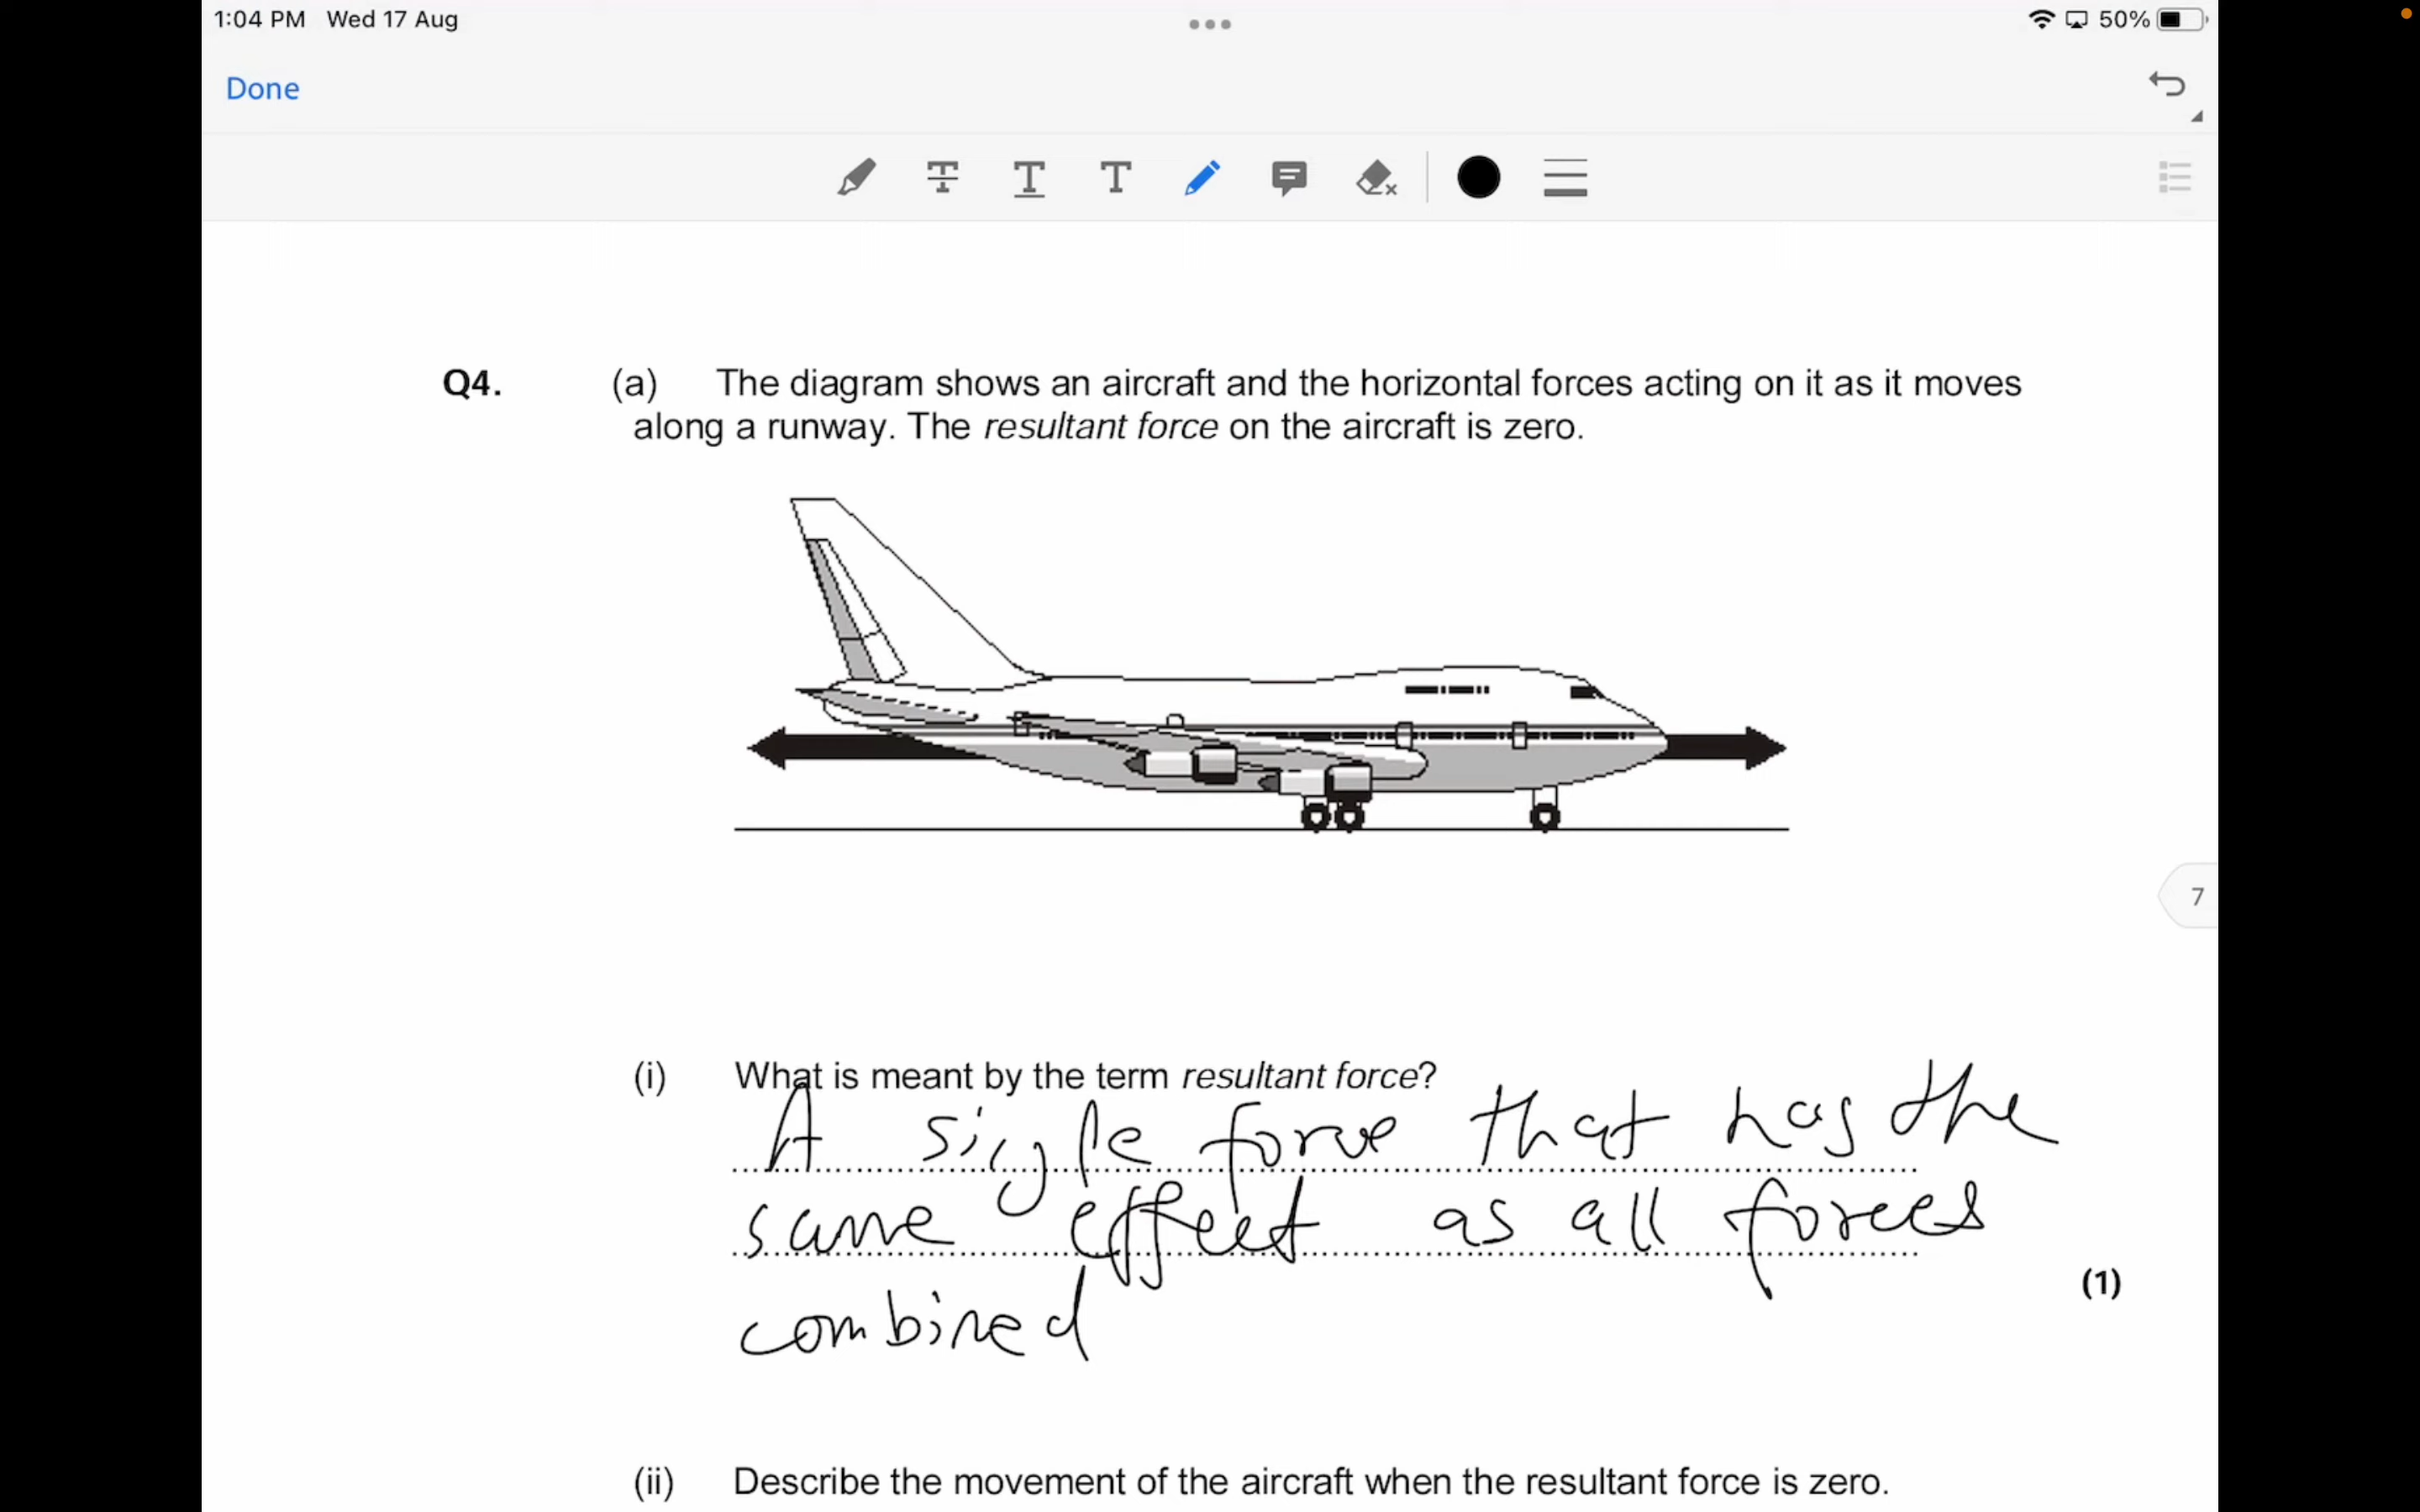 1:04 PM Wed 17 Aug
50%
Done
Q4. (a) The diagram shows an aircraft and the horizontal forces acting on it as it moves
along a runway. The resultant force on the aircraft is zero.
7
(i) What is meant by the term resultant force?
A single force that has the
same effect as all forces
(1)
combined
(ii) Describe the movement of the aircraft when the resultant force is zero.